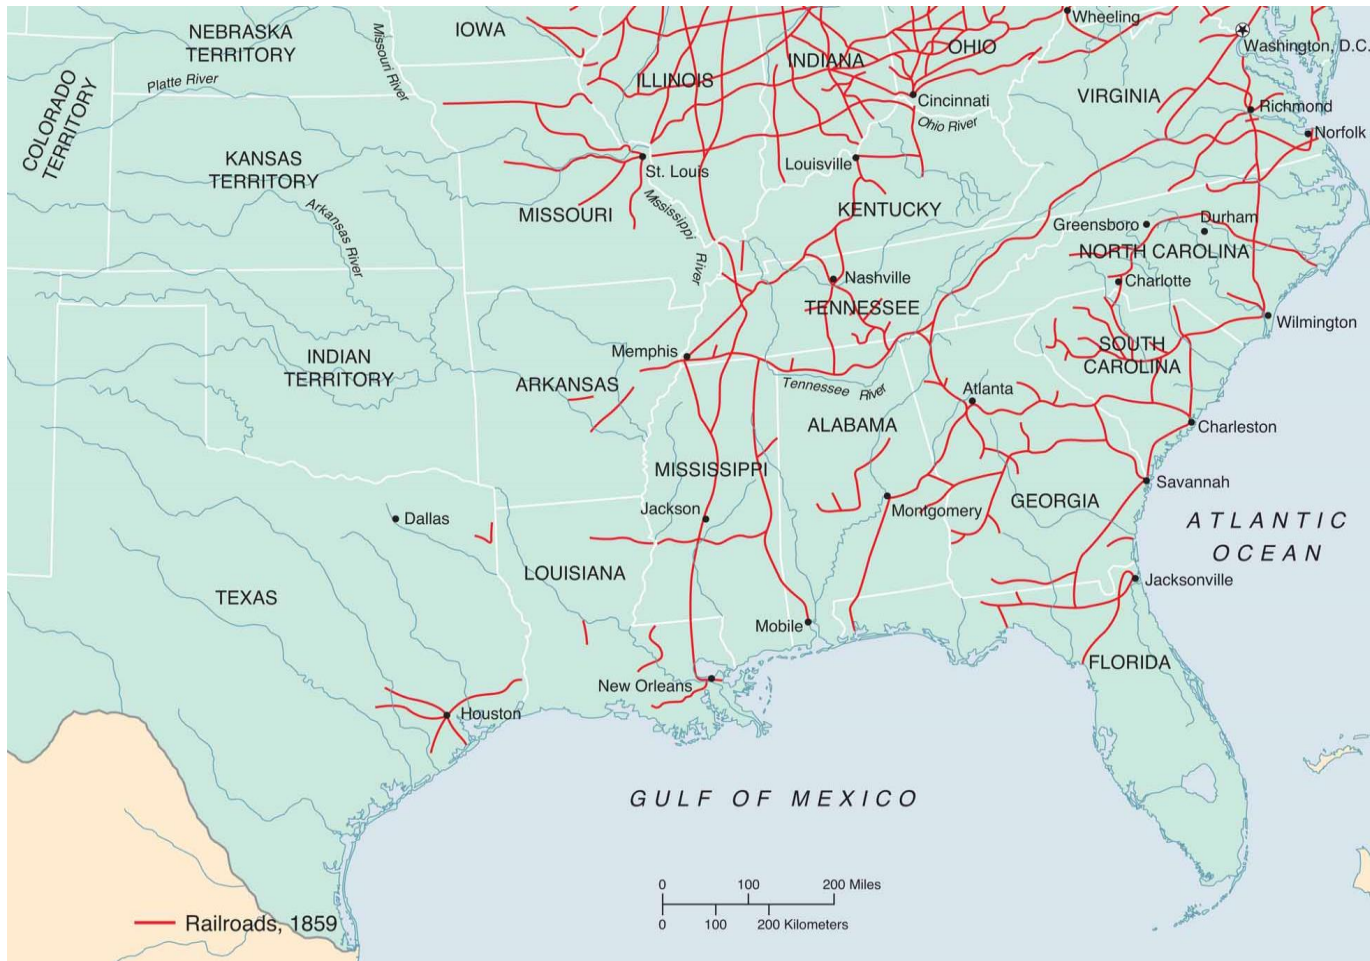 NEBRASKA
TERRITORY
Missouri River
IOWA
Wheeling
OHIO
INDIANA
ILLINOIS
Washington, D.C.
COLORADO
TERRITORY
Platte River
Cincinnati
Ohio River
VIRGINIA
Richmond
Norfolk
KANSAS
TERRITORY
St. Louis
Louisville
Arkansas River
MISSOURI
Mississippi
River
KENTUCKY
Greensboro
Durham
NORTH CAROLINA
Nashville
TENNESSEE
Charlotte
Wilmington
INDIAN
TERRITORY
Memphis
ARKANSAS
Tennessee River
SOUTH
CAROLINA
Atlanta
ALABAMA
Charleston
MISSISSIPPI
Savannah
Dallas
Jackson
Montgomery
GEORGIA
ATLANTIC
OCEAN
LOUISIANA
Jacksonville
TEXAS
Mobile
FLORIDA
New Orleans
Houston
GULF OF MEXICO
0 100 200 Miles
0 100 200 Kilometers
Railroads, 1859